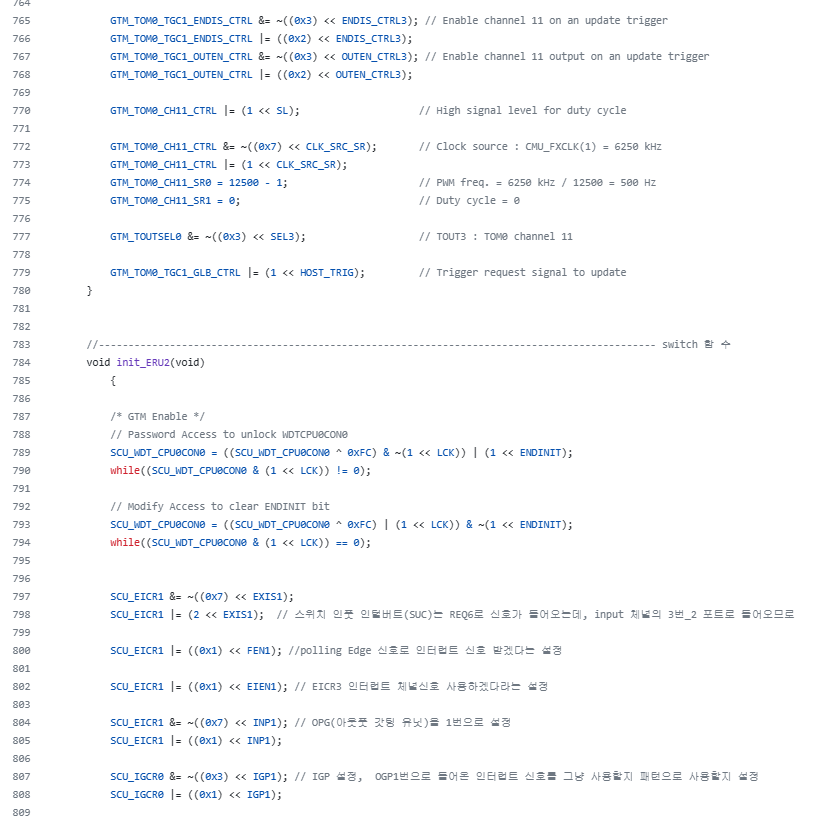 764
765 GTM_TOM0_TGC1_ENDIS_CTRL &= ~((0x3) << ENDIS_CTRL3); // Enable channel 11 on an update trigger
766 GTM_TOM0_TGC1_ENDIS_CTRL |= ((0x2) << ENDIS_CTRL3);
767 GTM_TOM0_TGC1_OUTEN_CTRL &= ~((0x3) << OUTEN_CTRL3); // Enable channel 11 output on an update trigger
768 GTM_TOM0_TGC1_OUTEN_CTRL |= ((0x2) << OUTEN_CTRL3);
769
770 GTM_TOM0_CH11_CTRL |= (1 << SL); // High signal level for duty cycle
771
772 GTM_TOM0_CH11_CTRL &= ~((0x7) << CLK_SRC_SR); // Clock source : CMU_FXCLK(1) = 6250 kHz
773 GTM_TOM0_CH11_CTRL |= (1 << CLK_SRC_SR);
774 GTM_TOM0_CH11_SR0 = 12500 - 1; // PWM freq. = 6250 kHz / 12500 = 500 Hz
775 GTM_TOM0_CH11_SR1 = 0; // Duty cycle = 0
776
777 GTM_TOUTSEL0 &= ~((0x3) << SEL3); // TOUT3 : TOM0 channel 11
778
779 GTM_TOM0_TGC1_GLB_CTRL |= (1 << HOST_TRIG); // Trigger request signal to update
780 }
781
782
783 //---------------------------------------------------------------------------------------------- switch 함 수
784 void init_ERU2(void)
785 {
786
787 /* GTM Enable */
788 // Password Access to unlock WDTCPU0CON0
789 SCU_WDT_CPU0CON0 = ((SCU_WDT_CPU0CON0 ^ 0xFC) & ~(1 << LCK)) | (1 << ENDINIT);
790 while((SCU_WDT_CPU0CON0 & (1 << LCK)) != 0);
791
792 // Modify Access to clear ENDINIT bit
793 SCU_WDT_CPU0CON0 = ((SCU_WDT_CPU0CON0 ^ 0xFC) | (1 << LCK)) & ~(1 << ENDINIT);
794 while((SCU_WDT_CPU0CON0 & (1 << LCK)) == 0);
795
796
797 SCU_EICR1 &= ~((0x7) << EXIS1);
798 SCU_EICR1 |= (2 << EXIS1); // 스위치 인풋 인털버트(SUC)는 REQ6로 신호가 들어오는데, input 체널의 3번_2 포트로 들어오므로
799
800 SCU_EICR1 |= ((0x1) << FEN1); //polling Edge 신호로 인터럽트 신호 받겠다는 설정
801
802 SCU_EICR1 |= ((0x1) << EIEN1); // EICR3 인터럽트 체널신호 사용하겠다라는 설정
803
804 SCU_EICR1 &= ~((0x7) << INP1); // OPG(아웃풋 갓팅 유닛)을 1번으로 설정
805 SCU_EICR1 |= ((0x1) << INP1);
806
807 SCU_IGCR0 &= ~((0x3) << IGP1); // IGP 설정, OGP1번으로 들어온 인터럽트 신호를 그냥 사용할지 패턴으로 사용할지 설정
808 SCU_IGCR0 |= ((0x1) << IGP1);
809